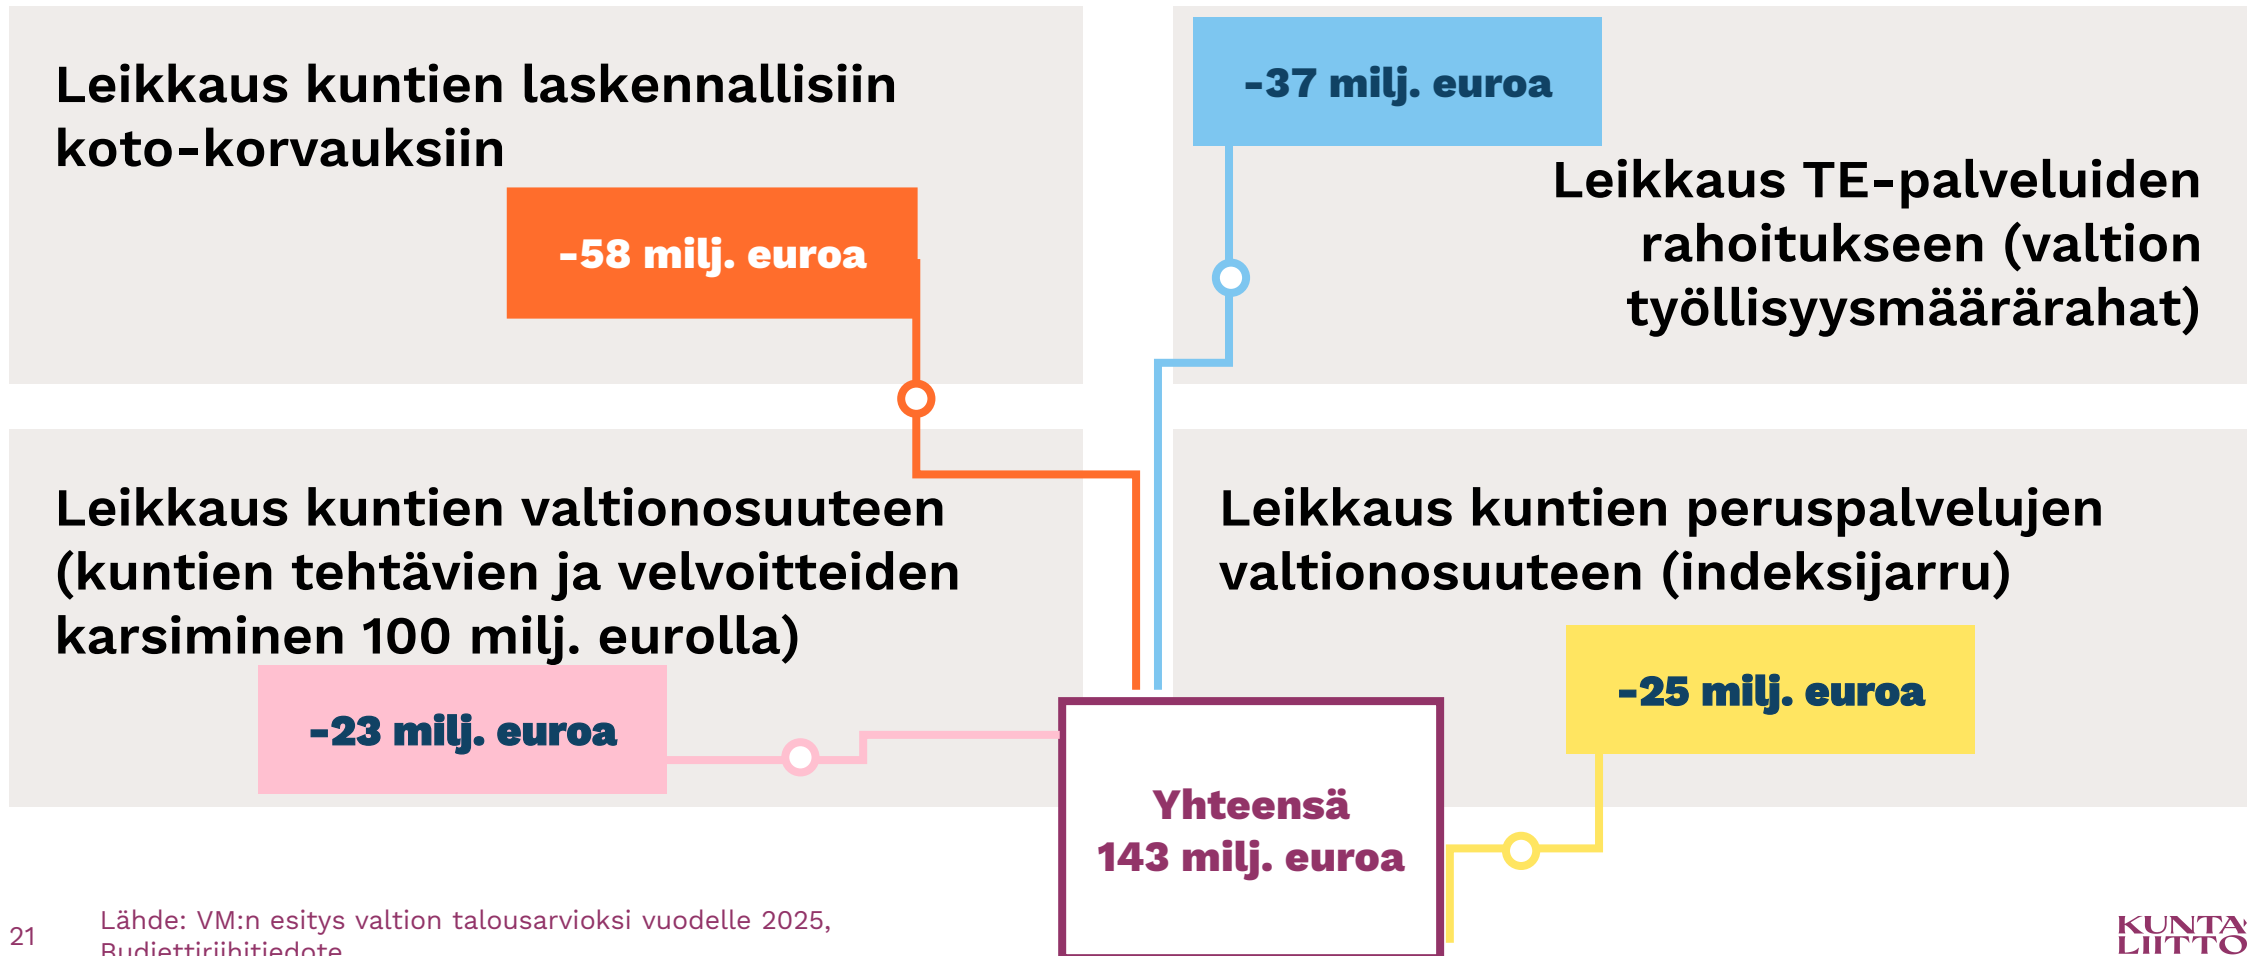 Leikkaus kuntien laskennallisiin
koto-korvauksiin
-58 milj. euroa
-37 milj. euroa
Leikkaus TE-palveluiden
rahoitukseen (valtion
työllisyysmäärärahat)
Leikkaus kuntien valtionosuuteen
(kuntien tehtävien ja velvoitteiden
karsiminen 100 milj. eurolla)
-23 milj. euroa
Leikkaus kuntien peruspalvelujen
valtionosuuteen (indeksijarru)
-25 milj. euroa
Yhteensä
143 milj. euroa
21
Lähde: VM:n esitys valtion talousarvioksi vuodelle 2025,
Budjettiriihitiedote
KUNTA
LIITTO